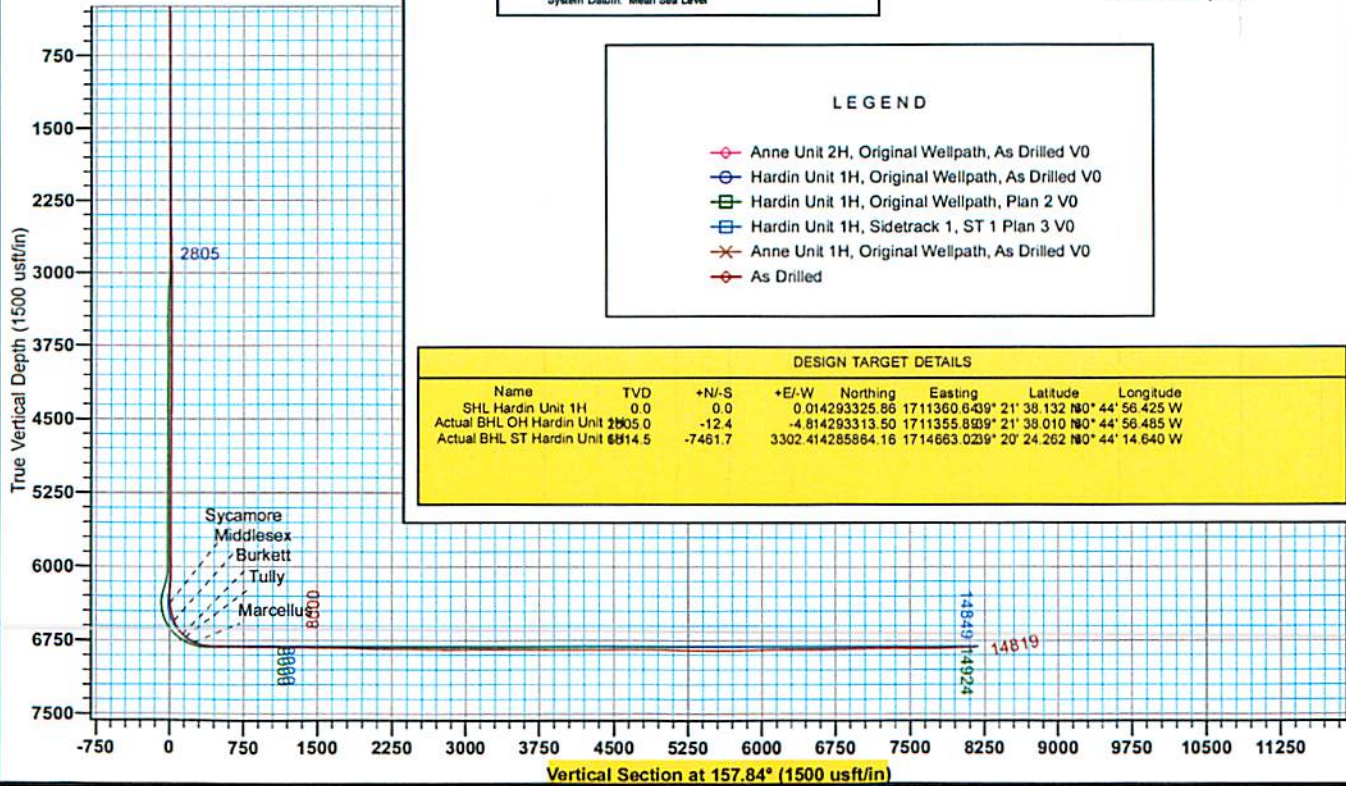 System Datum: Mean Sea Level
LEGEND
Anne Unit 2H, Original Wellpath, As Drilled V0
Hardin Unit 1H, Original Wellpath, As Drilled V0
Hardin Unit 1H, Original Wellpath, Plan 2 V0
Hardin Unit 1H, Sidetrack 1, ST 1 Plan 3 V0
Anne Unit 1H, Original Wellpath, As Drilled V0
As Drilled
DESIGN TARGET DETAILS
Name TVD +N/-S +E/-W Northing Easting Latitude Longitude
SHL Hardin Unit 1H 0.0 0.0 0.0 14293325.86 1711360.64 39° 21' 38.132 N 80° 44' 56.425 W
Actual BHL OH Hardin Unit 1H 2805.0 -12.4 -4.8 14293313.50 1711355.89 39° 21' 38.010 N 80° 44' 56.485 W
Actual BHL ST Hardin Unit 1H 6814.5 -7461.7 3302.4 14285864.16 1714663.02 39° 20' 24.262 N 80° 44' 14.640 W
True Vertical Depth (1500 usft/in)
750
1500
2250
3000
3750
4500
5250
6000
6750
7500
2805
Sycamore
Middlesex
Burkett
Tully
Marcellus
8000
8000
8000
14849
14819
14924
-750 0 750 1500 2250 3000 3750 4500 5250 6000 6750 7500 8250 9000 9750 10500 11250
Vertical Section at 157.84° (1500 usft/in)